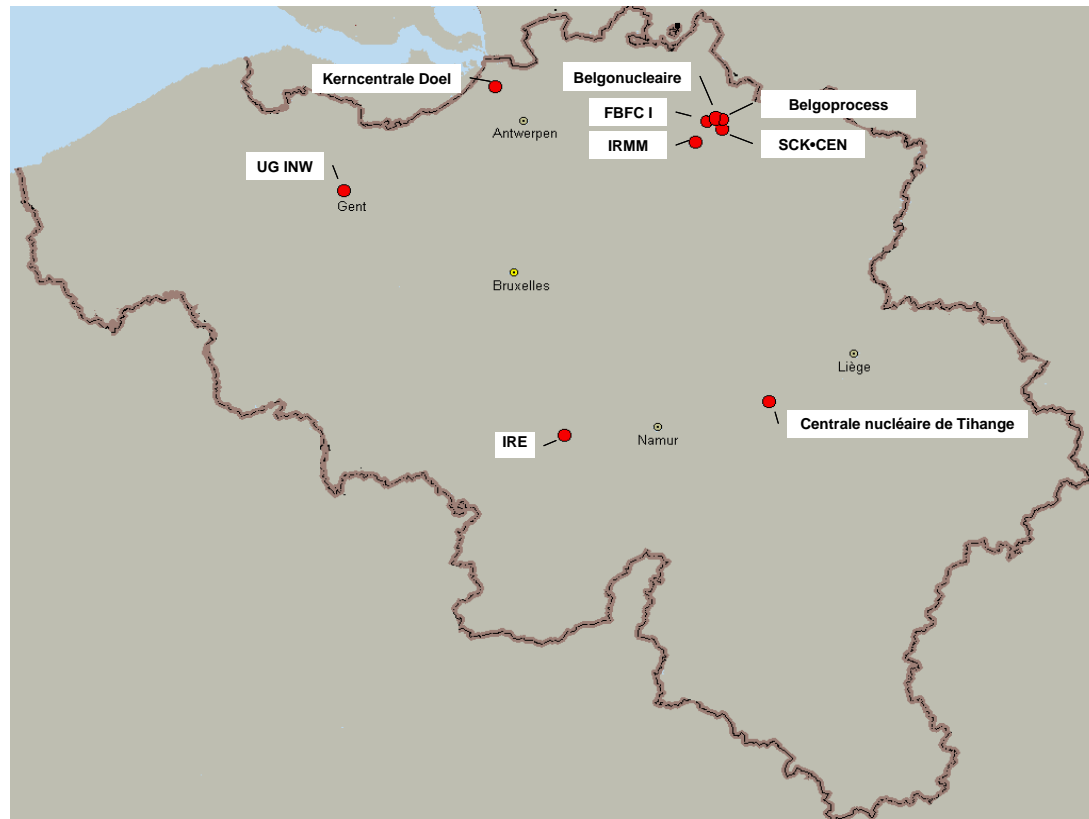 Kerncentrale Doel
Belgonucleaire
Belgoprocess
FBFC I
Antwerpen
IRMM
SCK•CEN
UG INW
Gent
Bruxelles
Liège
Centrale nucléaire de Tihange
IRE
Namur